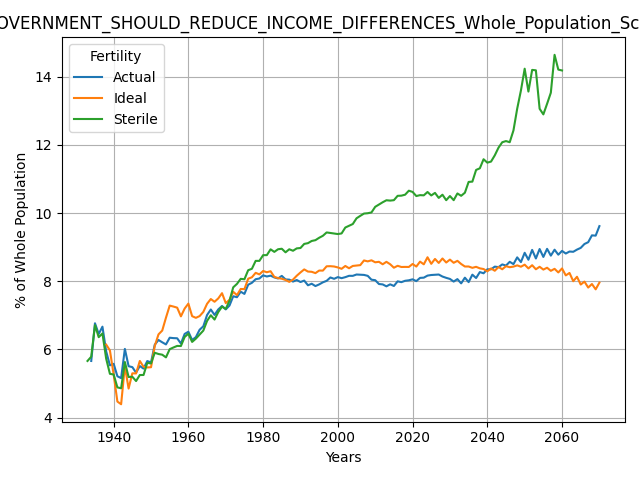 OVERNMENT_SHOULD_REDUCE_INCOME_DIFFERENCES_Whole_Population_Sc
Fertility
Actual
Ideal
Sterile
14
12
10
8
6
4
% of Whole Population
1940 1960 1980 2000 2020 2040 2060
Years